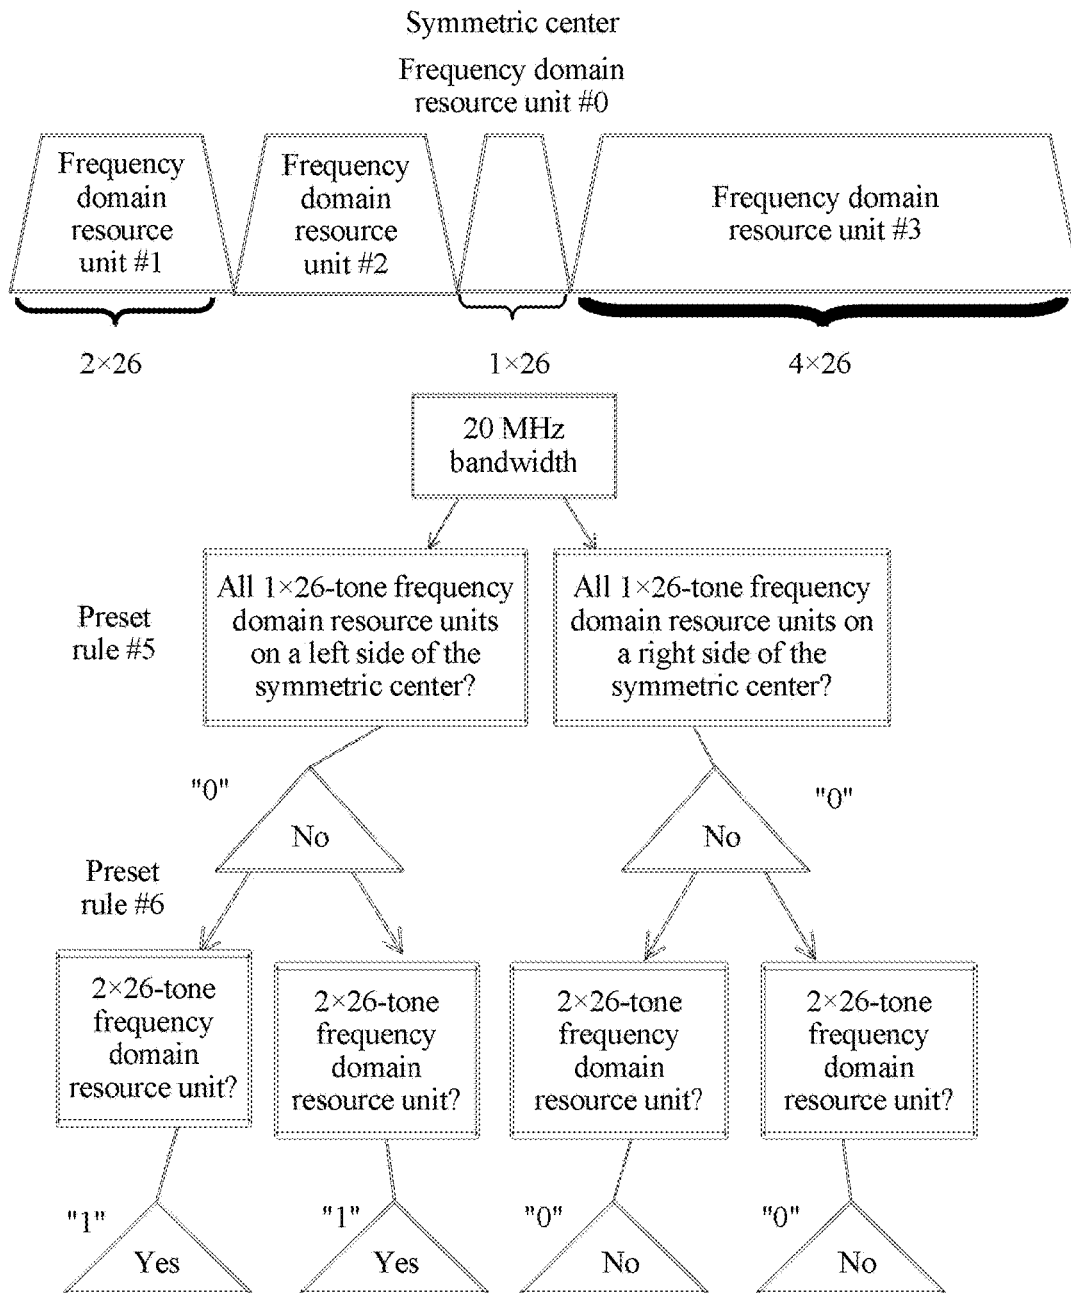 Symmetric center
Frequency domain
resource unit #0
Frequency
domain
resource
unit #1
Frequency
domain
resource
unit #2
Frequency domain
resource unit #3
2×26
1×26
4×26
20 MHz
bandwidth
Preset
rule #5
All 1×26-tone frequency
domain resource units
on a left side of the
symmetric center?
All 1×26-tone frequency
domain resource units on
a right side of the
symmetric center?
"0"
No
"0"
No
Preset
rule #6
2×26-tone
frequency
domain
resource unit?
2×26-tone
frequency
domain
resource unit?
2×26-tone
frequency
domain
resource unit?
2×26-tone
frequency
domain
resource unit?
"1"
Yes
"1"
Yes
"0"
No
"0"
No